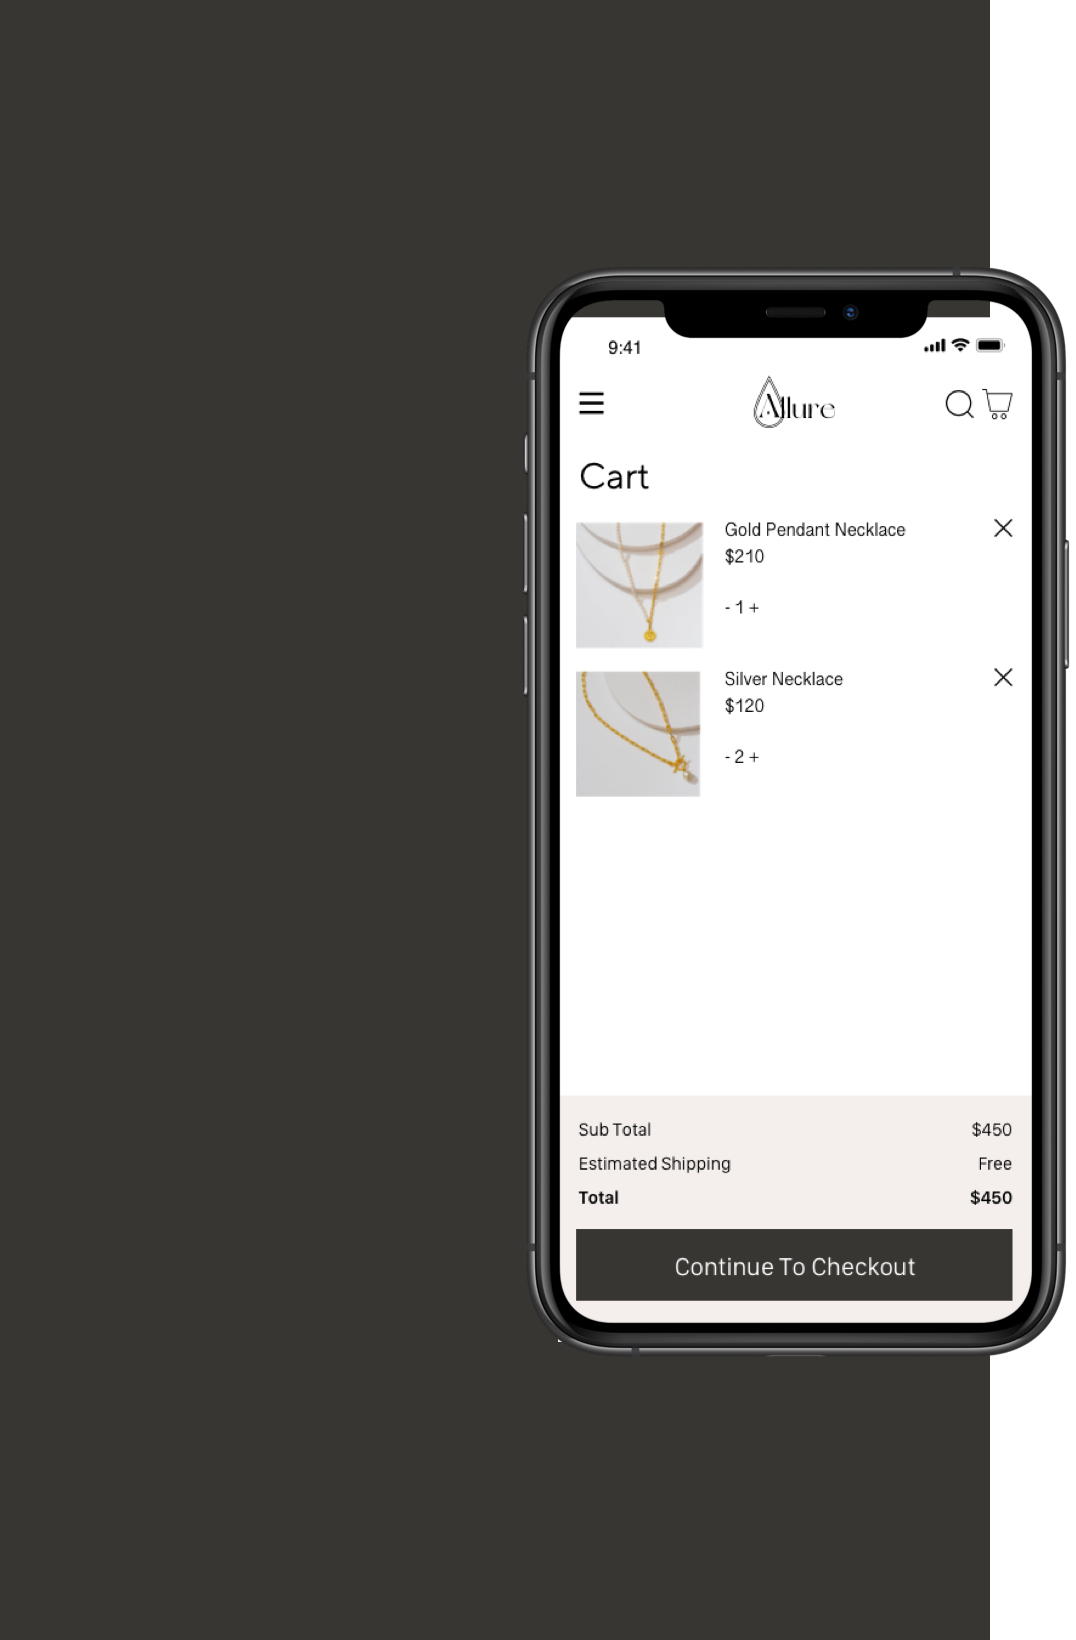 9:41
Allure
Cart
Gold Pendant Necklace
$210
- 1 +
Silver Necklace
$120
- 2 +
Sub Total $450
Estimated Shipping Free
Total $450
Continue To Checkout